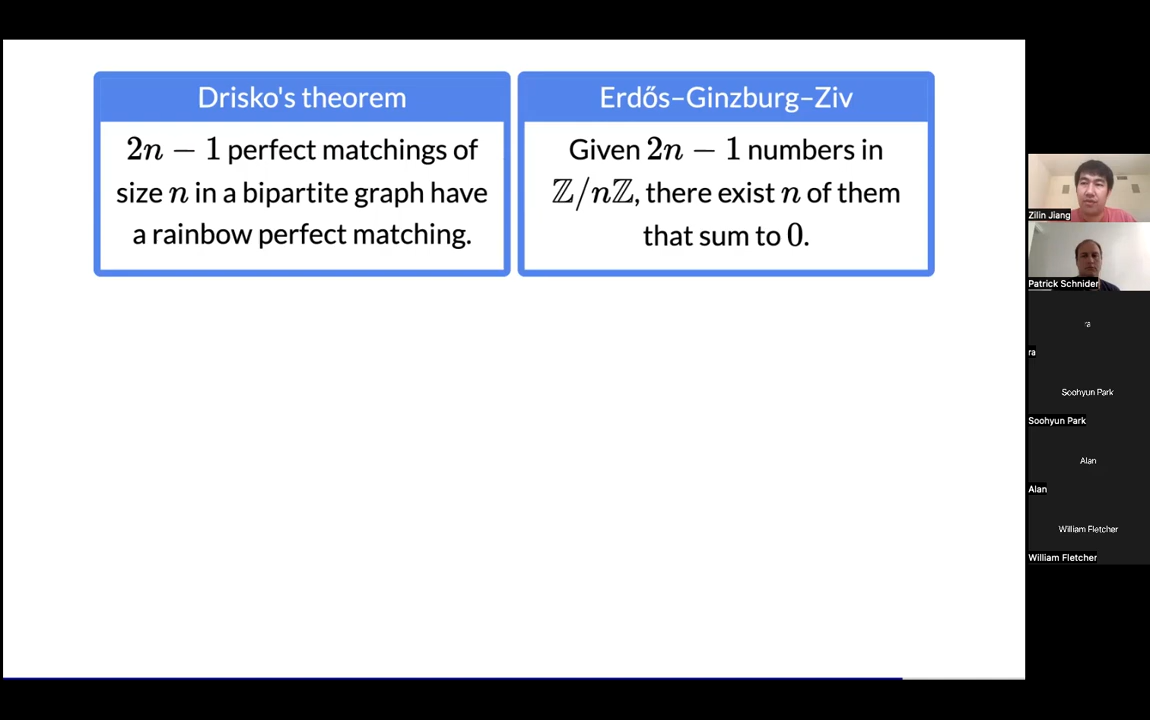 Drisko's theorem
2n − 1 perfect matchings of
size n in a bipartite graph have
a rainbow perfect matching.
Erdős–Ginzburg–Ziv
Given 2n − 1 numbers in
ℤ/nℤ, there exist n of them
that sum to 0.
Zilin Jiang
Patrick Schnider
ra
ra
Soohyun Park
Soohyun Park
Alan
Alan
William Fletcher
William Fletcher